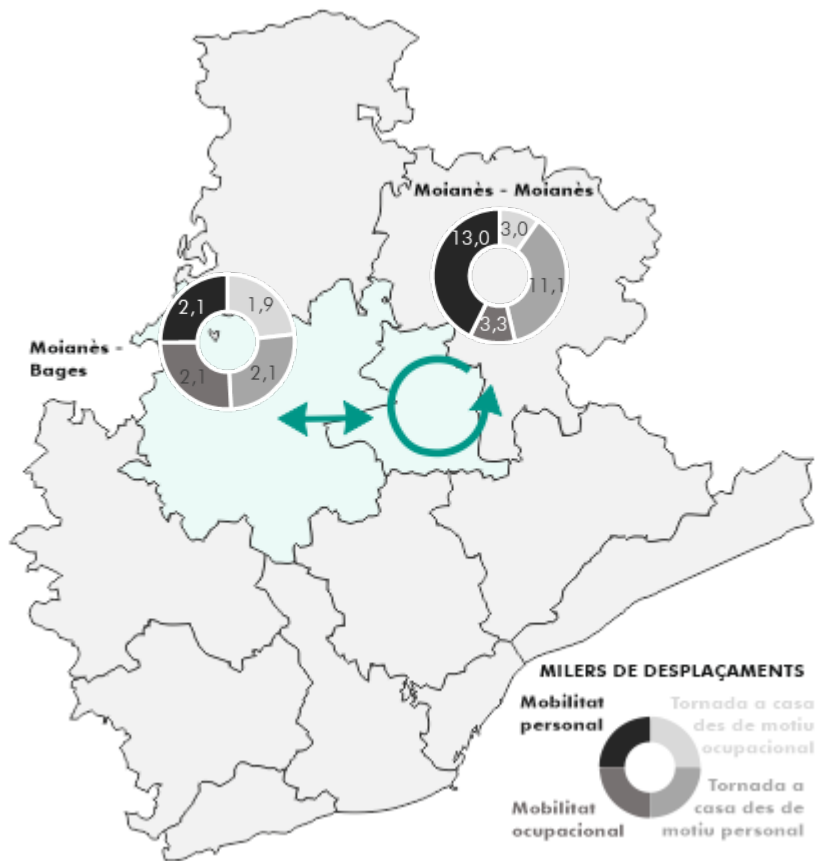 Moianès - Moianès
13,0
3,0
11,1
3,3
Moianès -
Bages
2,1
1,9
2,1
2,1
MILERS DE DESPLAÇAMENTS
Mobilitat
personal
Tornada a casa
des de motiu
ocupacional
Mobilitat
ocupacional
Tornada a
casa des de
motiu personal